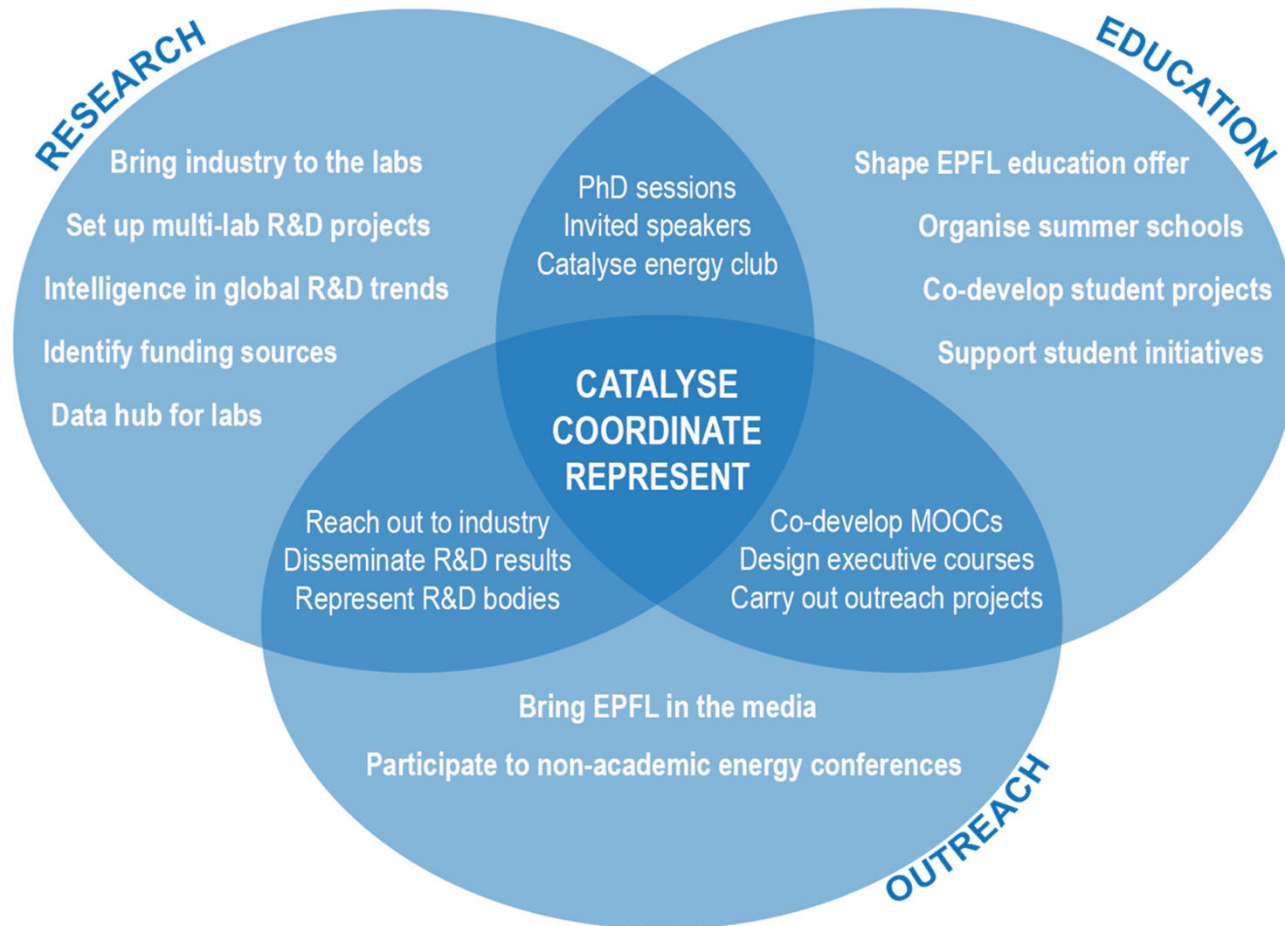 RESEARCH
Bring industry to the labs
Set up multi-lab R&D projects
Intelligence in global R&D trends
Identify funding sources
Data hub for labs
PhD sessions
Invited speakers
Catalyse energy club
EDUCATION
Shape EPFL education offer
Organise summer schools
Co-develop student projects
Support student initiatives
CATALYSE
COORDINATE
REPRESENT
Reach out to industry
Disseminate R&D results
Represent R&D bodies
Co-develop MOOCs
Design executive courses
Carry out outreach projects
Bring EPFL in the media
Participate to non-academic energy conferences
OUTREACH